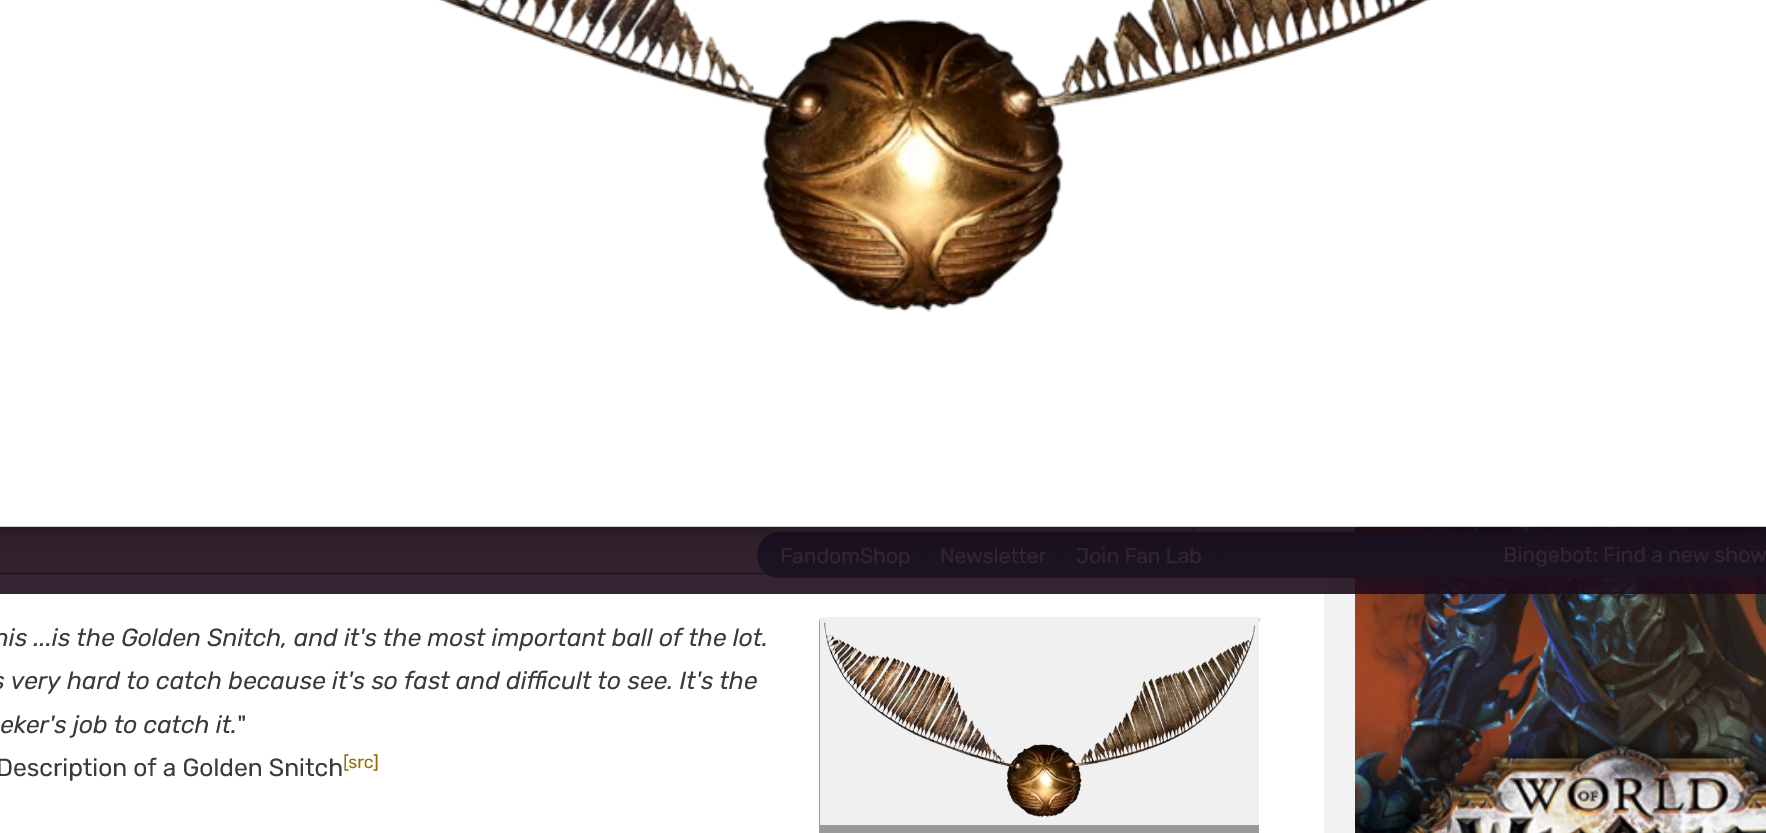 FandomShop Newsletter Join Fan Lab Bingebot: Find a new show
his ...is the Golden Snitch, and it's the most important ball of the lot.
s very hard to catch because it's so fast and difficult to see. It's the
eker's job to catch it."
Description of a Golden Snitch[src]
WORLD
OF